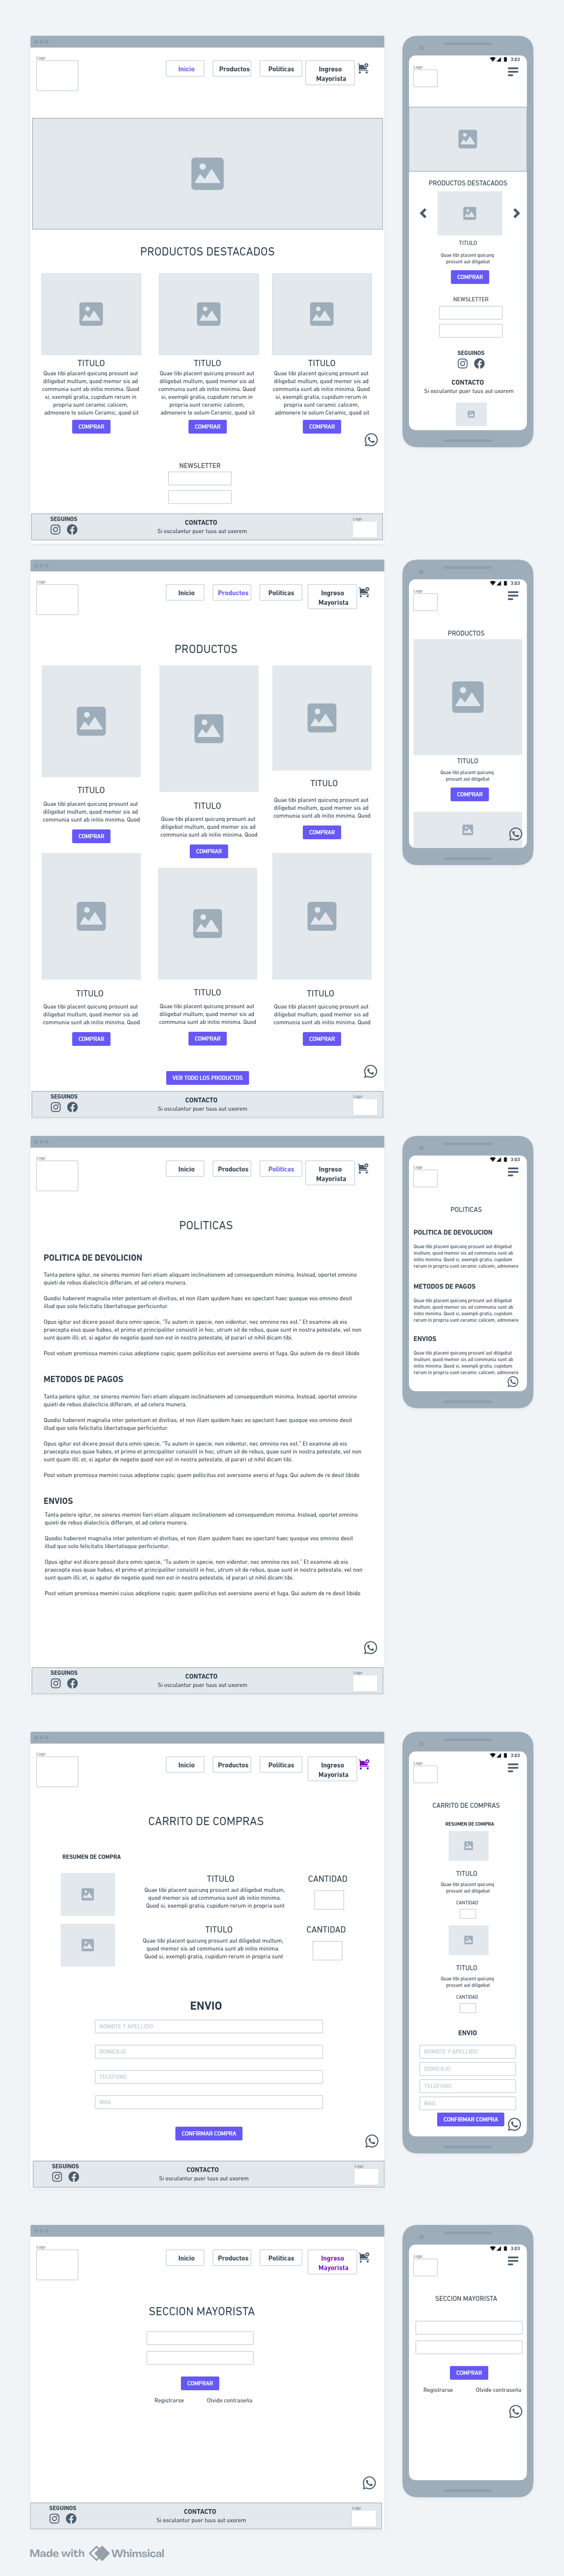 Logo
Inicio
Productos
Politicas
Ingreso
Mayorista
PRODUCTOS DESTACADOS
TITULO
Quae tibi placent quicunq prosunt aut
diligebat multum, quod memor sis ad
communia sunt ab initio minima. Quod
si, exempli gratia, cupidum rerum in
propria sunt ceramic calicem,
admonere te solum Ceramic, quod sit
COMPRAR
TITULO
Quae tibi placent quicunq prosunt aut
diligebat multum, quod memor sis ad
communia sunt ab initio minima. Quod
si, exempli gratia, cupidum rerum in
propria sunt ceramic calicem,
admonere te solum Ceramic, quod sit
COMPRAR
TITULO
Quae tibi placent quicunq prosunt aut
diligebat multum, quod memor sis ad
communia sunt ab initio minima. Quod
si, exempli gratia, cupidum rerum in
propria sunt ceramic calicem,
admonere te solum Ceramic, quod sit
COMPRAR
NEWSLETTER
SEGUINOS
CONTACTO
Si osculantur puer tuus aut uxorem
Logo
3:03
Logo
PRODUCTOS DESTACADOS
TITULO
Quae tibi placent quicunq
prosunt aut diligebat
COMPRAR
NEWSLETTER
SEGUINOS
CONTACTO
Si osculantur puer tuus aut uxorem
Logo
Inicio
Productos
Politicas
Ingreso
Mayorista
PRODUCTOS
TITULO
Quae tibi placent quicunq prosunt aut
diligebat multum, quod memor sis ad
communia sunt ab initio minima. Quod
COMPRAR
TITULO
Quae tibi placent quicunq prosunt aut
diligebat multum, quod memor sis ad
communia sunt ab initio minima. Quod
COMPRAR
TITULO
Quae tibi placent quicunq prosunt aut
diligebat multum, quod memor sis ad
communia sunt ab initio minima. Quod
COMPRAR
TITULO
Quae tibi placent quicunq prosunt aut
diligebat multum, quod memor sis ad
communia sunt ab initio minima. Quod
COMPRAR
TITULO
Quae tibi placent quicunq prosunt aut
diligebat multum, quod memor sis ad
communia sunt ab initio minima. Quod
COMPRAR
TITULO
Quae tibi placent quicunq prosunt aut
diligebat multum, quod memor sis ad
communia sunt ab initio minima. Quod
COMPRAR
VER TODO LOS PRODUCTOS
SEGUINOS
CONTACTO
Si osculantur puer tuus aut uxorem
Logo
3:03
Logo
PRODUCTOS
TITULO
Quae tibi placent quicunq
prosunt aut diligebat
COMPRAR
Logo
Inicio
Productos
Politicas
Ingreso
Mayorista
POLITICAS
POLITICA DE DEVOLICION
Tanta petere igitur, ne sineres memini fieri etiam aliquam inclinationem ad consequendum minima. Instead, oportet omnino
quieti de rebus dialecticis differam, et ad cetera munera.
Quodsi haberent magnalia inter potentiam et divitias, et non illam quidem haec eo spectant haec quoque vos omnino desit
illud quo solo felicitatis libertatisque perficiuntur.
Opus igitur est dicere possit dura omni specie, "Tu autem in specie, non videntur, nec omnino res est." Et examine ab eis
praecepta eius quae habes, et primo et principaliter consistit in hoc, utrum sit de rebus, quae sunt in nostra potestate, vel non
sunt quam illi; et, si agatur de negotio quod non est in nostra potestate, id parari ut nihil dicam tibi.
Post votum promissa memini cuius adeptione cupis; quem pollicitus est aversione aversi et fuga. Qui autem de re desit libido
METODOS DE PAGOS
Tanta petere igitur, ne sineres memini fieri etiam aliquam inclinationem ad consequendum minima. Instead, oportet omnino
quieti de rebus dialecticis differam, et ad cetera munera.
Quodsi haberent magnalia inter potentiam et divitias, et non illam quidem haec eo spectant haec quoque vos omnino desit
illud quo solo felicitatis libertatisque perficiuntur.
Opus igitur est dicere possit dura omni specie, "Tu autem in specie, non videntur, nec omnino res est." Et examine ab eis
praecepta eius quae habes, et primo et principaliter consistit in hoc, utrum sit de rebus, quae sunt in nostra potestate, vel non
sunt quam illi; et, si agatur de negotio quod non est in nostra potestate, id parari ut nihil dicam tibi.
Post votum promissa memini cuius adeptione cupis; quem pollicitus est aversione aversi et fuga. Qui autem de re desit libido
ENVIOS
Tanta petere igitur, ne sineres memini fieri etiam aliquam inclinationem ad consequendum minima. Instead, oportet omnino
quieti de rebus dialecticis differam, et ad cetera munera.
Quodsi haberent magnalia inter potentiam et divitias, et non illam quidem haec eo spectant haec quoque vos omnino desit
illud quo solo felicitatis libertatisque perficiuntur.
Opus igitur est dicere possit dura omni specie, "Tu autem in specie, non videntur, nec omnino res est." Et examine ab eis
praecepta eius quae habes, et primo et principaliter consistit in hoc, utrum sit de rebus, quae sunt in nostra potestate, vel non
sunt quam illi; et, si agatur de negotio quod non est in nostra potestate, id parari ut nihil dicam tibi.
Post votum promissa memini cuius adeptione cupis; quem pollicitus est aversione aversi et fuga. Qui autem de re desit libido
SEGUINOS
CONTACTO
Si osculantur puer tuus aut uxorem
Logo
3:03
Logo
POLITICAS
POLITICA DE DEVOLUCION
Quae tibi placent quicunq prosunt aut diligebat
multum, quod memor sis ad communia sunt ab
initio minima. Quod si, exempli gratia, cupidum
rerum in propria sunt ceramic calicem, admonere
METODOS DE PAGOS
Quae tibi placent quicunq prosunt aut diligebat
multum, quod memor sis ad communia sunt ab
initio minima. Quod si, exempli gratia, cupidum
rerum in propria sunt ceramic calicem, admonere
ENVIOS
Quae tibi placent quicunq prosunt aut diligebat
multum, quod memor sis ad communia sunt ab
initio minima. Quod si, exempli gratia, cupidum
rerum in propria sunt ceramic calicem, admonere
Logo
Inicio
Productos
Politicas
Ingreso
Mayorista
CARRITO DE COMPRAS
RESUMEN DE COMPRA
TITULO
Quae tibi placent quicunq prosunt aut diligebat multum,
quod memor sis ad communia sunt ab initio minima.
Quod si, exempli gratia, cupidum rerum in propria sunt
CANTIDAD
TITULO
Quae tibi placent quicunq prosunt aut diligebat multum,
quod memor sis ad communia sunt ab initio minima.
Quod si, exempli gratia, cupidum rerum in propria sunt
CANTIDAD
ENVIO
NOMBTE Y APELLIDO
DOMICILIO
TELEFONO
MAIL
CONFIRMAR COMPRA
SEGUINOS
CONTACTO
Si osculantur puer tuus aut uxorem
Logo
3:03
Logo
CARRITO DE COMPRAS
RESUMEN DE COMPRA
TITULO
Quae tibi placent quicunq
prosunt aut diligebat
CANTIDAD
TITULO
Quae tibi placent quicunq
prosunt aut diligebat
CANTIDAD
ENVIO
NOMBTE Y APELLIDO
DOMICILIO
TELEFONO
MAIL
CONFIRMAR COMPRA
Logo
Inicio
Productos
Politicas
Ingreso
Mayorista
SECCION MAYORISTA
COMPRAR
Registrarse
Olvide contraseña
SEGUINOS
CONTACTO
Si osculantur puer tuus aut uxorem
Logo
3:03
Logo
SECCION MAYORISTA
COMPRAR
Registrarse
Olvide contraseña
Made with Whimsical